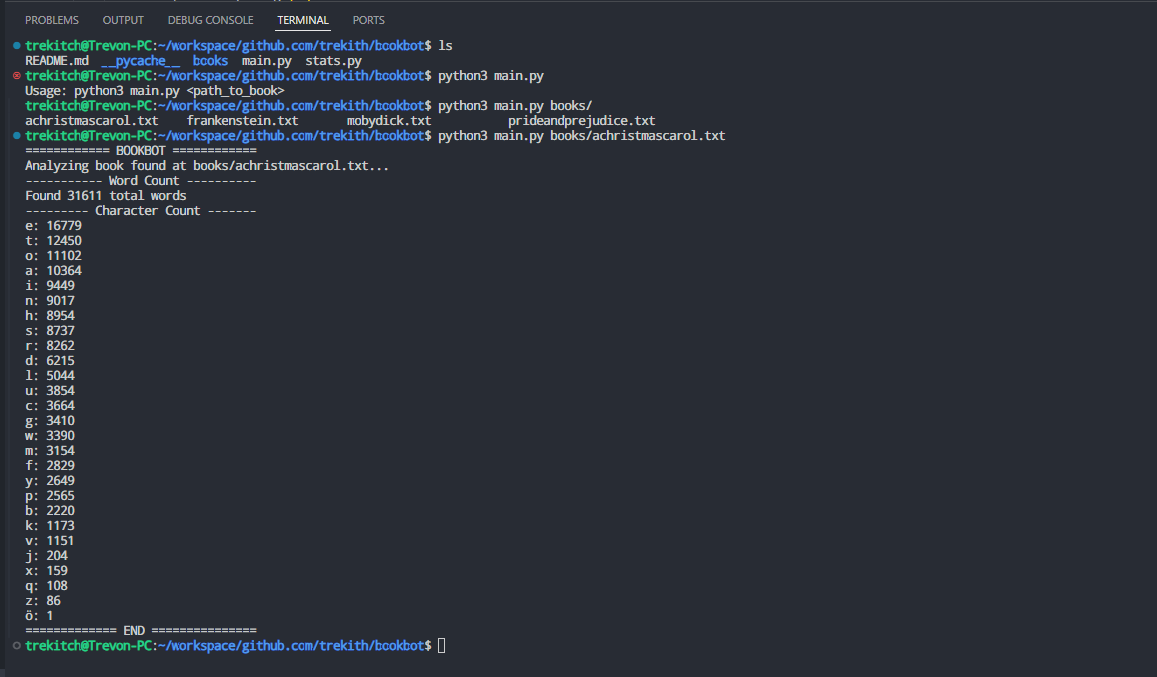 PROBLEMS OUTPUT DEBUG CONSOLE TERMINAL PORTS
trekitch@Trevon-PC:~/workspace/github.com/trekith/bookbot$ ls
README.md __pycache__ books main.py stats.py
trekitch@Trevon-PC:~/workspace/github.com/trekith/bookbot$ python3 main.py
Usage: python3 main.py <path_to_book>
trekitch@Trevon-PC:~/workspace/github.com/trekith/bookbot$ python3 main.py books/
achristmascarol.txt frankenstein.txt mobydick.txt prideandprejudice.txt
trekitch@Trevon-PC:~/workspace/github.com/trekith/bookbot$ python3 main.py books/achristmascarol.txt
============ BOOKBOT ============
Analyzing book found at books/achristmascarol.txt...
----------- Word Count ----------
Found 31611 total words
--------- Character Count -------
e: 16779
t: 12450
o: 11102
a: 10364
i: 9449
n: 9017
h: 8954
s: 8737
r: 8262
d: 6215
l: 5044
u: 3854
c: 3664
g: 3410
w: 3390
m: 3154
f: 2829
y: 2649
p: 2565
b: 2220
k: 1173
v: 1151
j: 204
x: 159
q: 108
z: 86
ö: 1
============= END ===============
trekitch@Trevon-PC:~/workspace/github.com/trekith/bookbot$